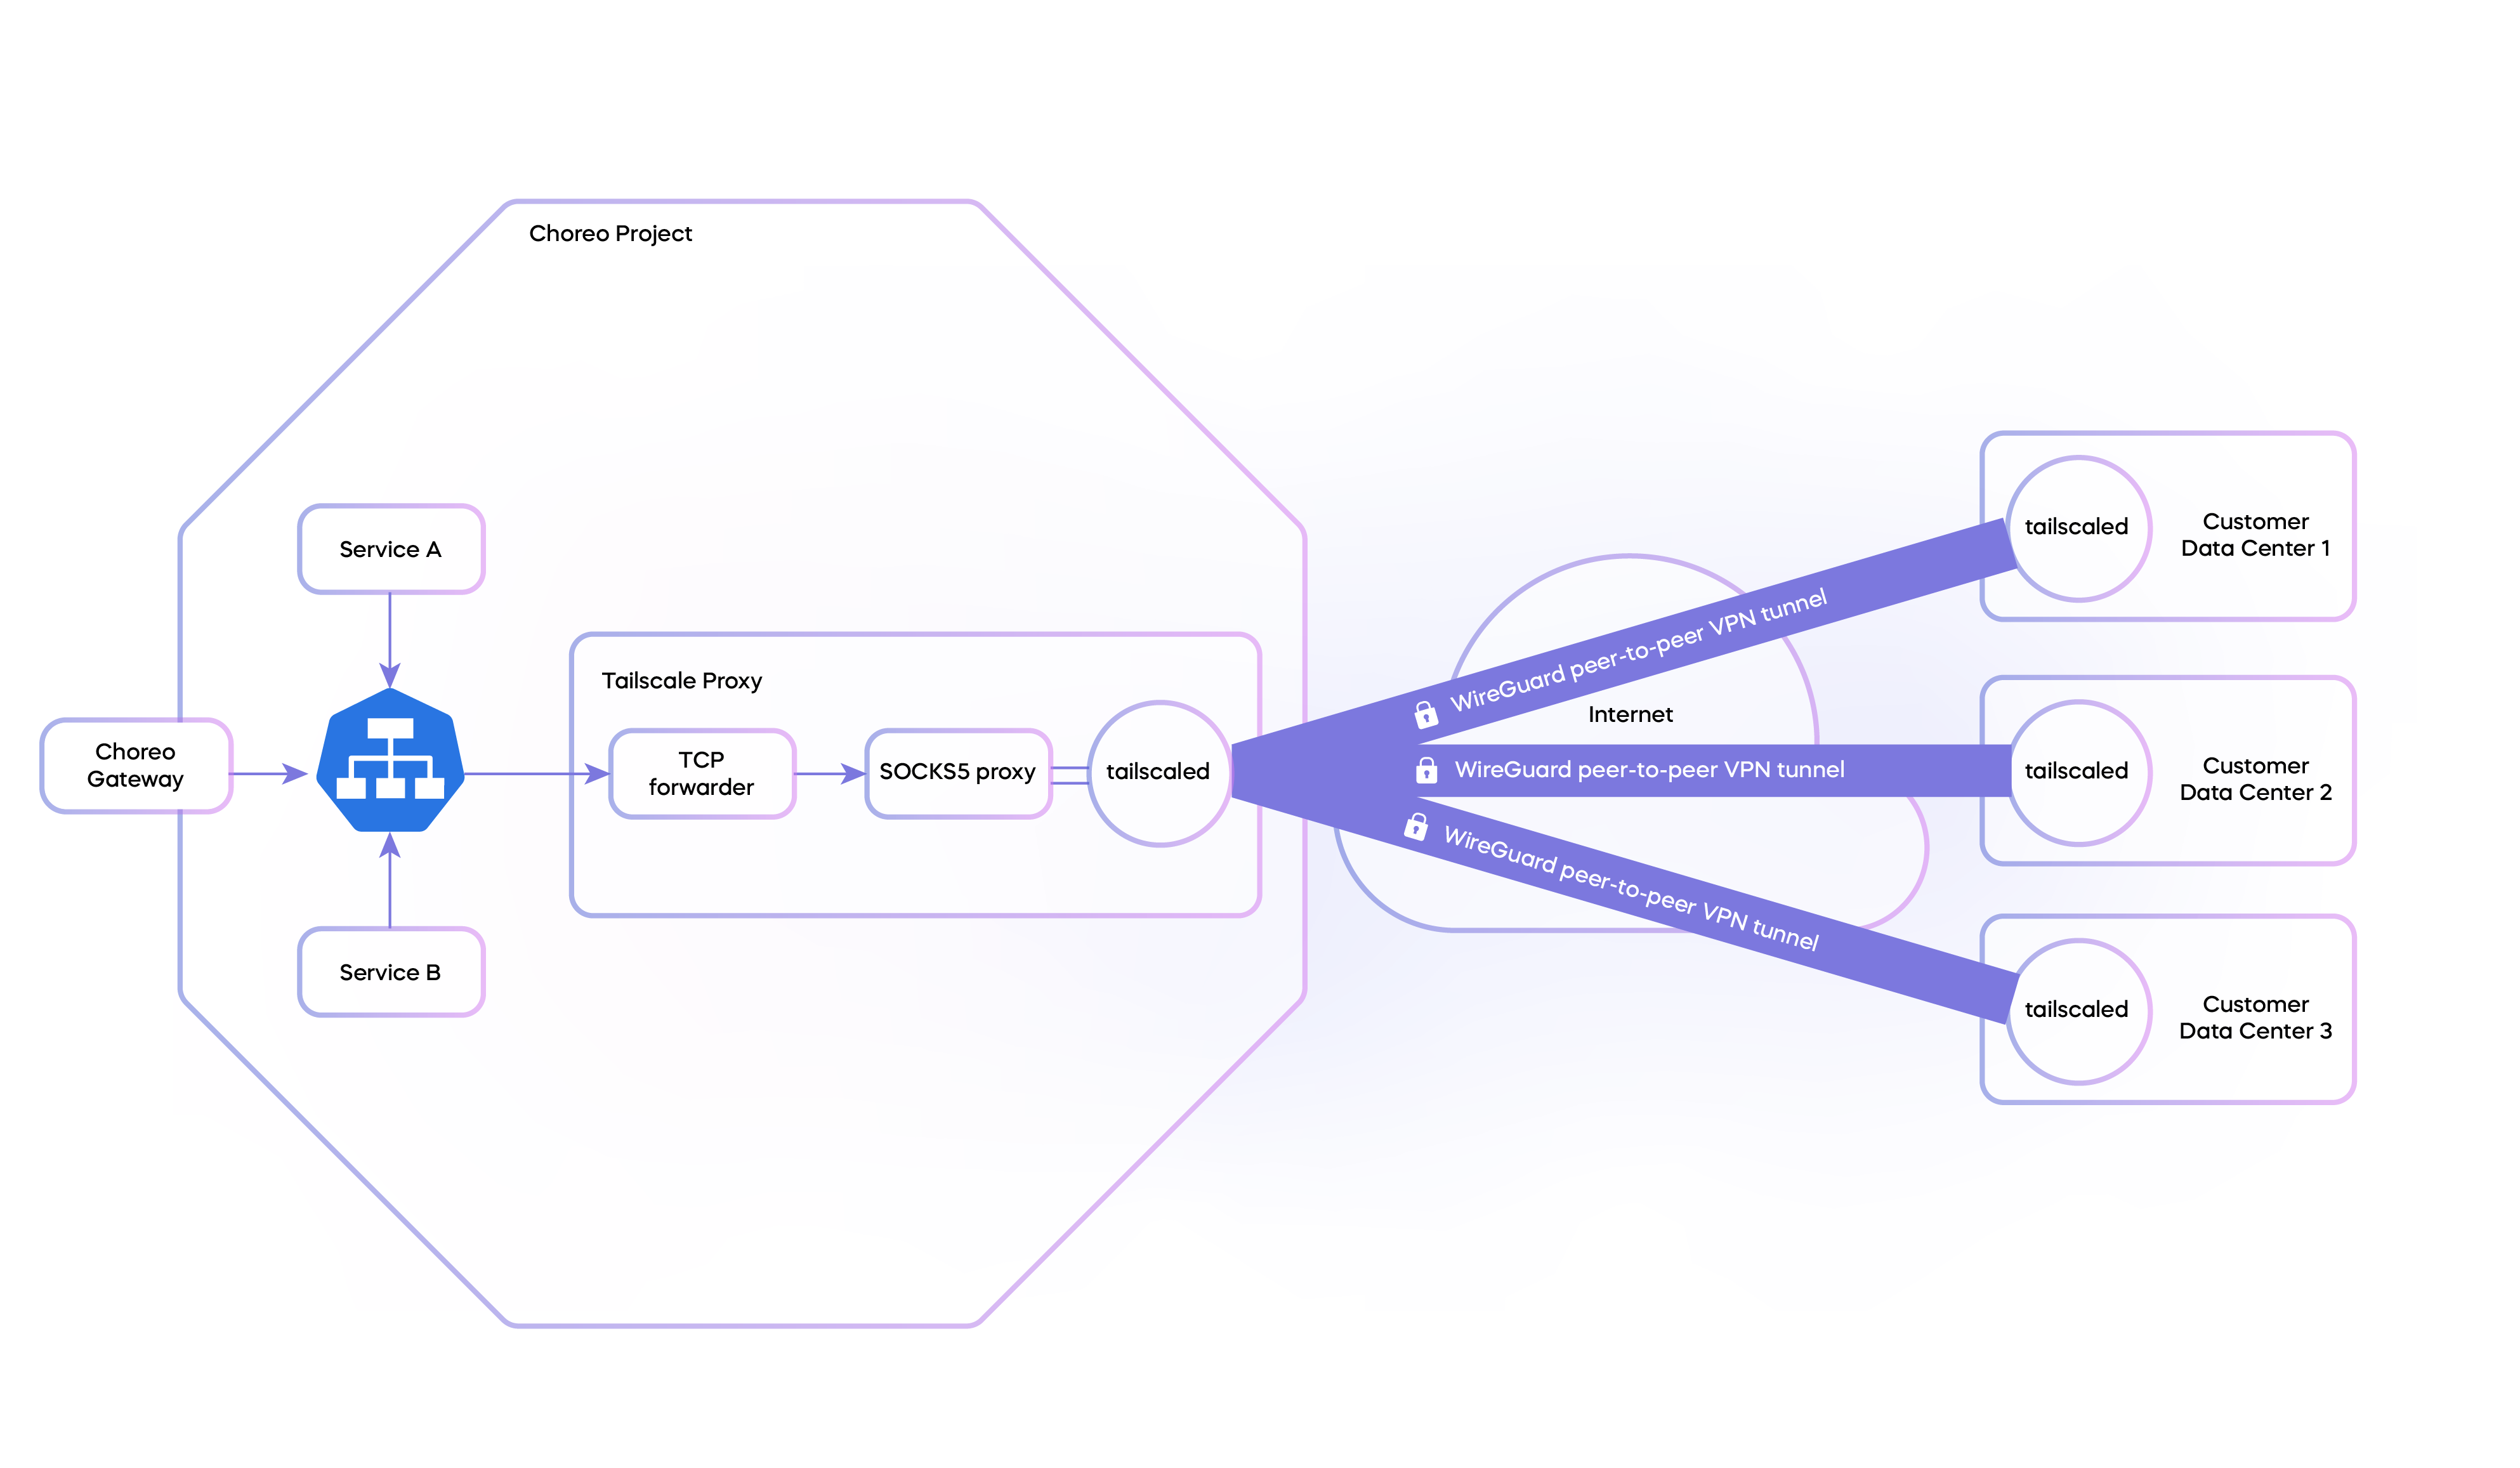 Choreo Project
Service A
Choreo
Gateway
Service B
Tailscale Proxy
TCP
forwarder
SOCKS5 proxy
tailscaled
WireGuard peer-to-peer VPN tunnel
Internet
WireGuard peer-to-peer VPN tunnel
WireGuard peer-to-peer VPN tunnel
tailscaled
Customer
Data Center 1
tailscaled
Customer
Data Center 2
tailscaled
Customer
Data Center 3